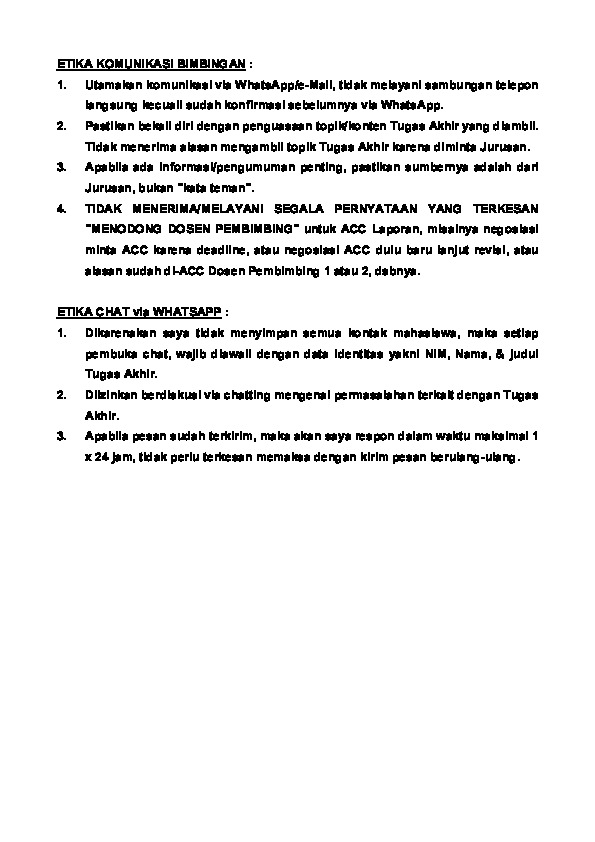 ETIKA KOMUNIKASI BIMBINGAN :
1. Utamakan komunikasi via WhatsApp/e-Mail, tidak melayani sambungan telepon
langsung kecuali sudah konfirmasi sebelumnya via WhatsApp.
2. Pastikan bekali diri dengan penguasaan topik/konten Tugas Akhir yang diambil.
Tidak menerima alasan mengambil topik Tugas Akhir karena diminta Jurusan.
3. Apabila ada informasi/pengumuman penting, pastikan sumbernya adalah dari
Jurusan, bukan "kata teman".
4. TIDAK MENERIMA/MELAYANI SEGALA PERNYATAAN YANG TERKESAN
"MENODONG DOSEN PEMBIMBING" untuk ACC Laporan, misalnya negosiasi
minta ACC karena deadline, atau negosiasi ACC dulu baru lanjut revisi, atau
alasan sudah di-ACC Dosen Pembimbing 1 atau 2, dsbnya.
ETIKA CHAT via WHATSAPP :
1. Dikarenakan saya tidak menyimpan semua kontak mahasiswa, maka setiap
pembuka chat, wajib diawali dengan data identitas yakni NIM, Nama, & judul
Tugas Akhir.
2. Diizinkan berdiskusi via chatting mengenai permasalahan terkait dengan Tugas
Akhir.
3. Apabila pesan sudah terkirim, maka akan saya respon dalam waktu maksimal 1
x 24 jam, tidak perlu terkesan memaksa dengan kirim pesan berulang-ulang.